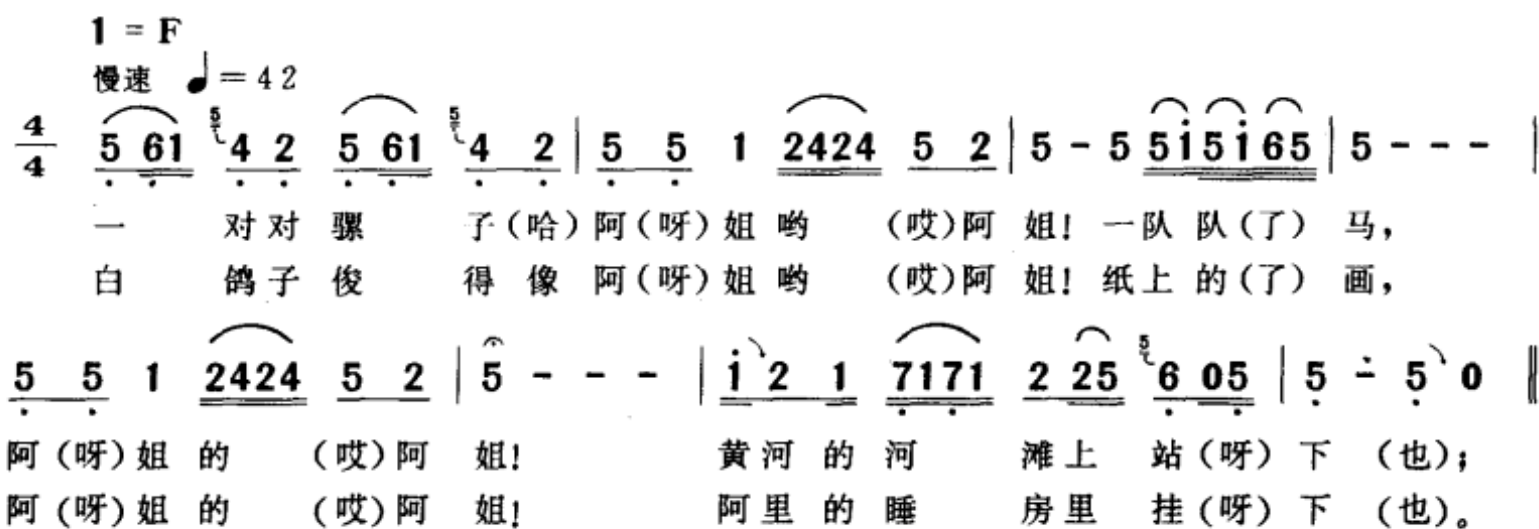 1 = F
慢速 ♩= 42
4/4 5 61 5 4 2 5 61 5 4 2 | 5 5 1 2424 5 2 | 5 - 5 5i5i65 | 5 - - - |
一 对对 骡 子(哈)阿(呀)姐 哟 (哎)阿 姐! 一队 队(了) 马,
白 鸽子 俊 得 像 阿(呀)姐 哟 (哎)阿 姐! 纸上 的(了) 画,
5 5 1 2424 5 2 | 5 - - - | i 2 1 7171 2 25 5 6 05 | 5 - 5 0 ‖
阿(呀)姐 的 (哎)阿 姐! 黄河 的 河 滩上 站(呀) 下 (也);
阿(呀)姐 的 (哎)阿 姐! 阿里 的 睡 房里 挂(呀) 下 (也)。